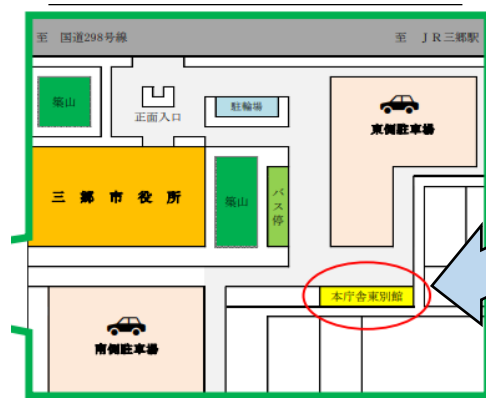 至　国道298号線
至　ＪＲ三郷駅
築山
正面入口
駐輪場
東側駐車場
三郷市役所
築山
バス停
本庁舎東別館
南側駐車場